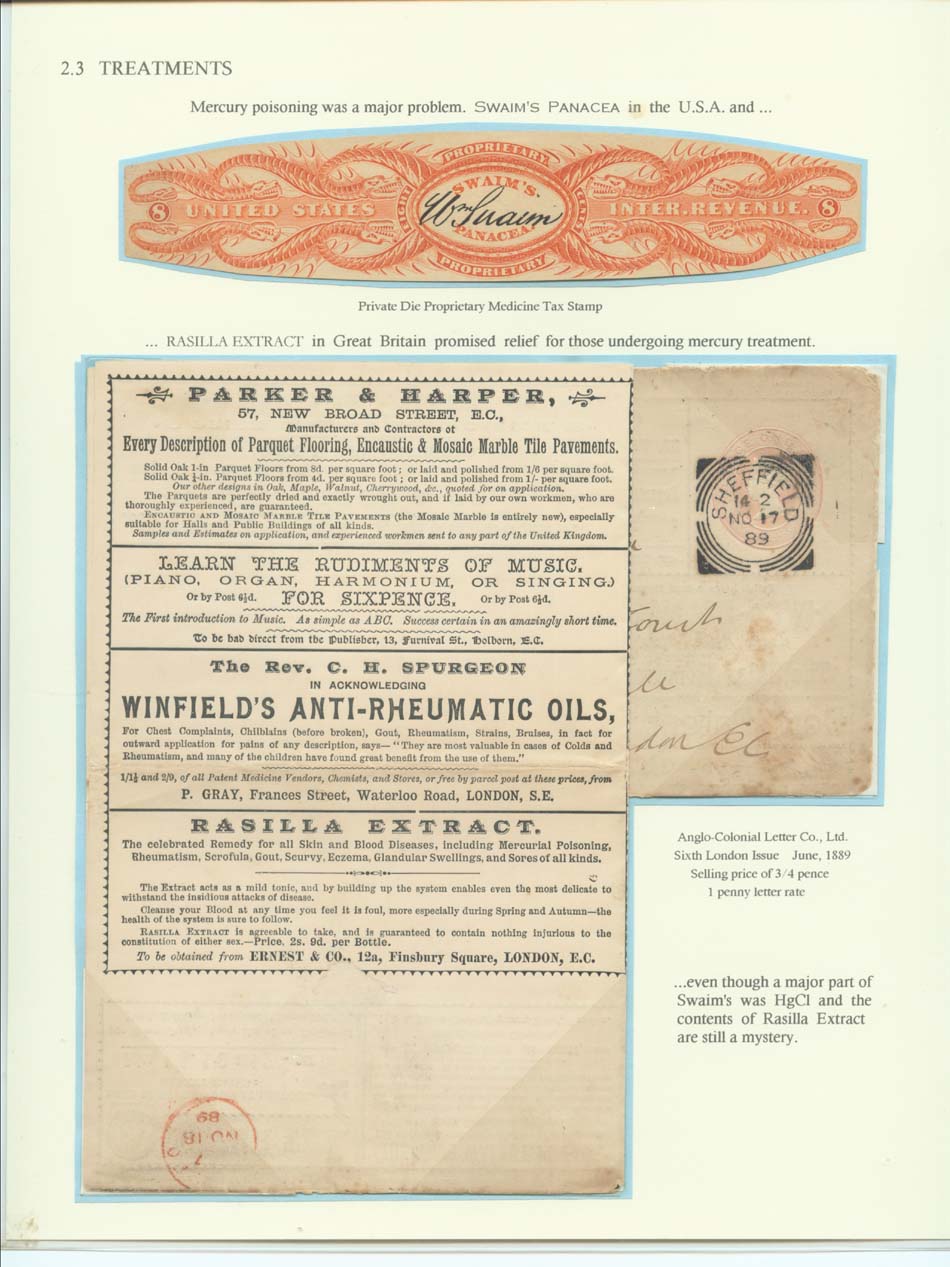 2.3 TREATMENTS
Mercury poisoning was a major problem. SWAIM'S PANACEA in the U.S.A. and ...
PROPRIETARY
SWAIM'S
8 UNITED STATES
Wm Swaim
INTER. REVENUE. 8
PANACEA
PROPRIETARY
Private Die Proprietary Medicine Tax Stamp
... RASILLA EXTRACT in Great Britain promised relief for those undergoing mercury treatment.
PARKER & HARPER,
57, NEW BROAD STREET, E.C.,
Manufacturers and Contractors of
Every Description of Parquet Flooring, Encaustic & Mosaic Marble Tile Pavements.
Solid Oak 1-in Parquet Floors from 8d. per square foot; or laid and polished from 1/6 per square foot.
Solid Oak ¼-in. Parquet Floors from 4d. per square foot; or laid and polished from 1/- per square foot.
Our other designs in Oak, Maple, Walnut, Cherrywood, &c., quoted for on application.
The Parquets are perfectly dried and exactly wrought out, and if laid by our own workmen, who are
thoroughly experienced, are guaranteed.
ENCAUSTIC AND MOSAIC MARBLE TILE PAVEMENTS (the Mosaic Marble is entirely new), especially
suitable for Halls and Public Buildings of all kinds.
Samples and Estimates on application, and experienced workmen sent to any part of the United Kingdom.
LEARN THE RUDIMENTS OF MUSIC.
(PIANO, ORGAN, HARMONIUM, OR SINGING.)
Or by Post 6½d. FOR SIXPENCE. Or by Post 6½d.
The First introduction to Music. As simple as ABC. Success certain in an amazingly short time.
To be had direct from the Publisher, 13, Furnival St., Holborn, E.C.
The Rev. C. H. SPURGEON
IN ACKNOWLEDGING
WINFIELD'S ANTI-RHEUMATIC OILS,
For Chest Complaints, Chilblains (before broken), Gout, Rheumatism, Strains, Bruises, in fact for
outward application for pains of any description, says—"They are most valuable in cases of Colds and
Rheumatism, and many of the children have found great benefit from the use of them."
1/1½ and 2/9, of all Patent Medicine Vendors, Chemists, and Stores, or free by parcel post at these prices, from
P. GRAY, Frances Street, Waterloo Road, LONDON, S.E.
RASILLA EXTRACT.
The celebrated Remedy for all Skin and Blood Diseases, including Mercurial Poisoning,
Rheumatism, Scrofula, Gout, Scurvy, Eczema, Glandular Swellings, and Sores of all kinds.
The Extract acts as a mild tonic, and by building up the system enables even the most delicate to
withstand the insidious attacks of disease.
Cleanse your Blood at any time you feel it is foul, more especially during Spring and Autumn—the
health of the system is sure to follow.
RASILLA EXTRACT is agreeable to take, and is guaranteed to contain nothing injurious to the
constitution of either sex.—Price. 2s. 9d. per Bottle.
To be obtained from ERNEST & CO., 12a, Finsbury Square, LONDON, E.C.
SHEFFIELD
14 2
NO 17
89
don EC
Anglo-Colonial Letter Co., Ltd.
Sixth London Issue June, 1889
Selling price of 3/4 pence
1 penny letter rate
...even though a major part of
Swaim's was HgCl and the
contents of Rasilla Extract
are still a mystery.
NO 18
89